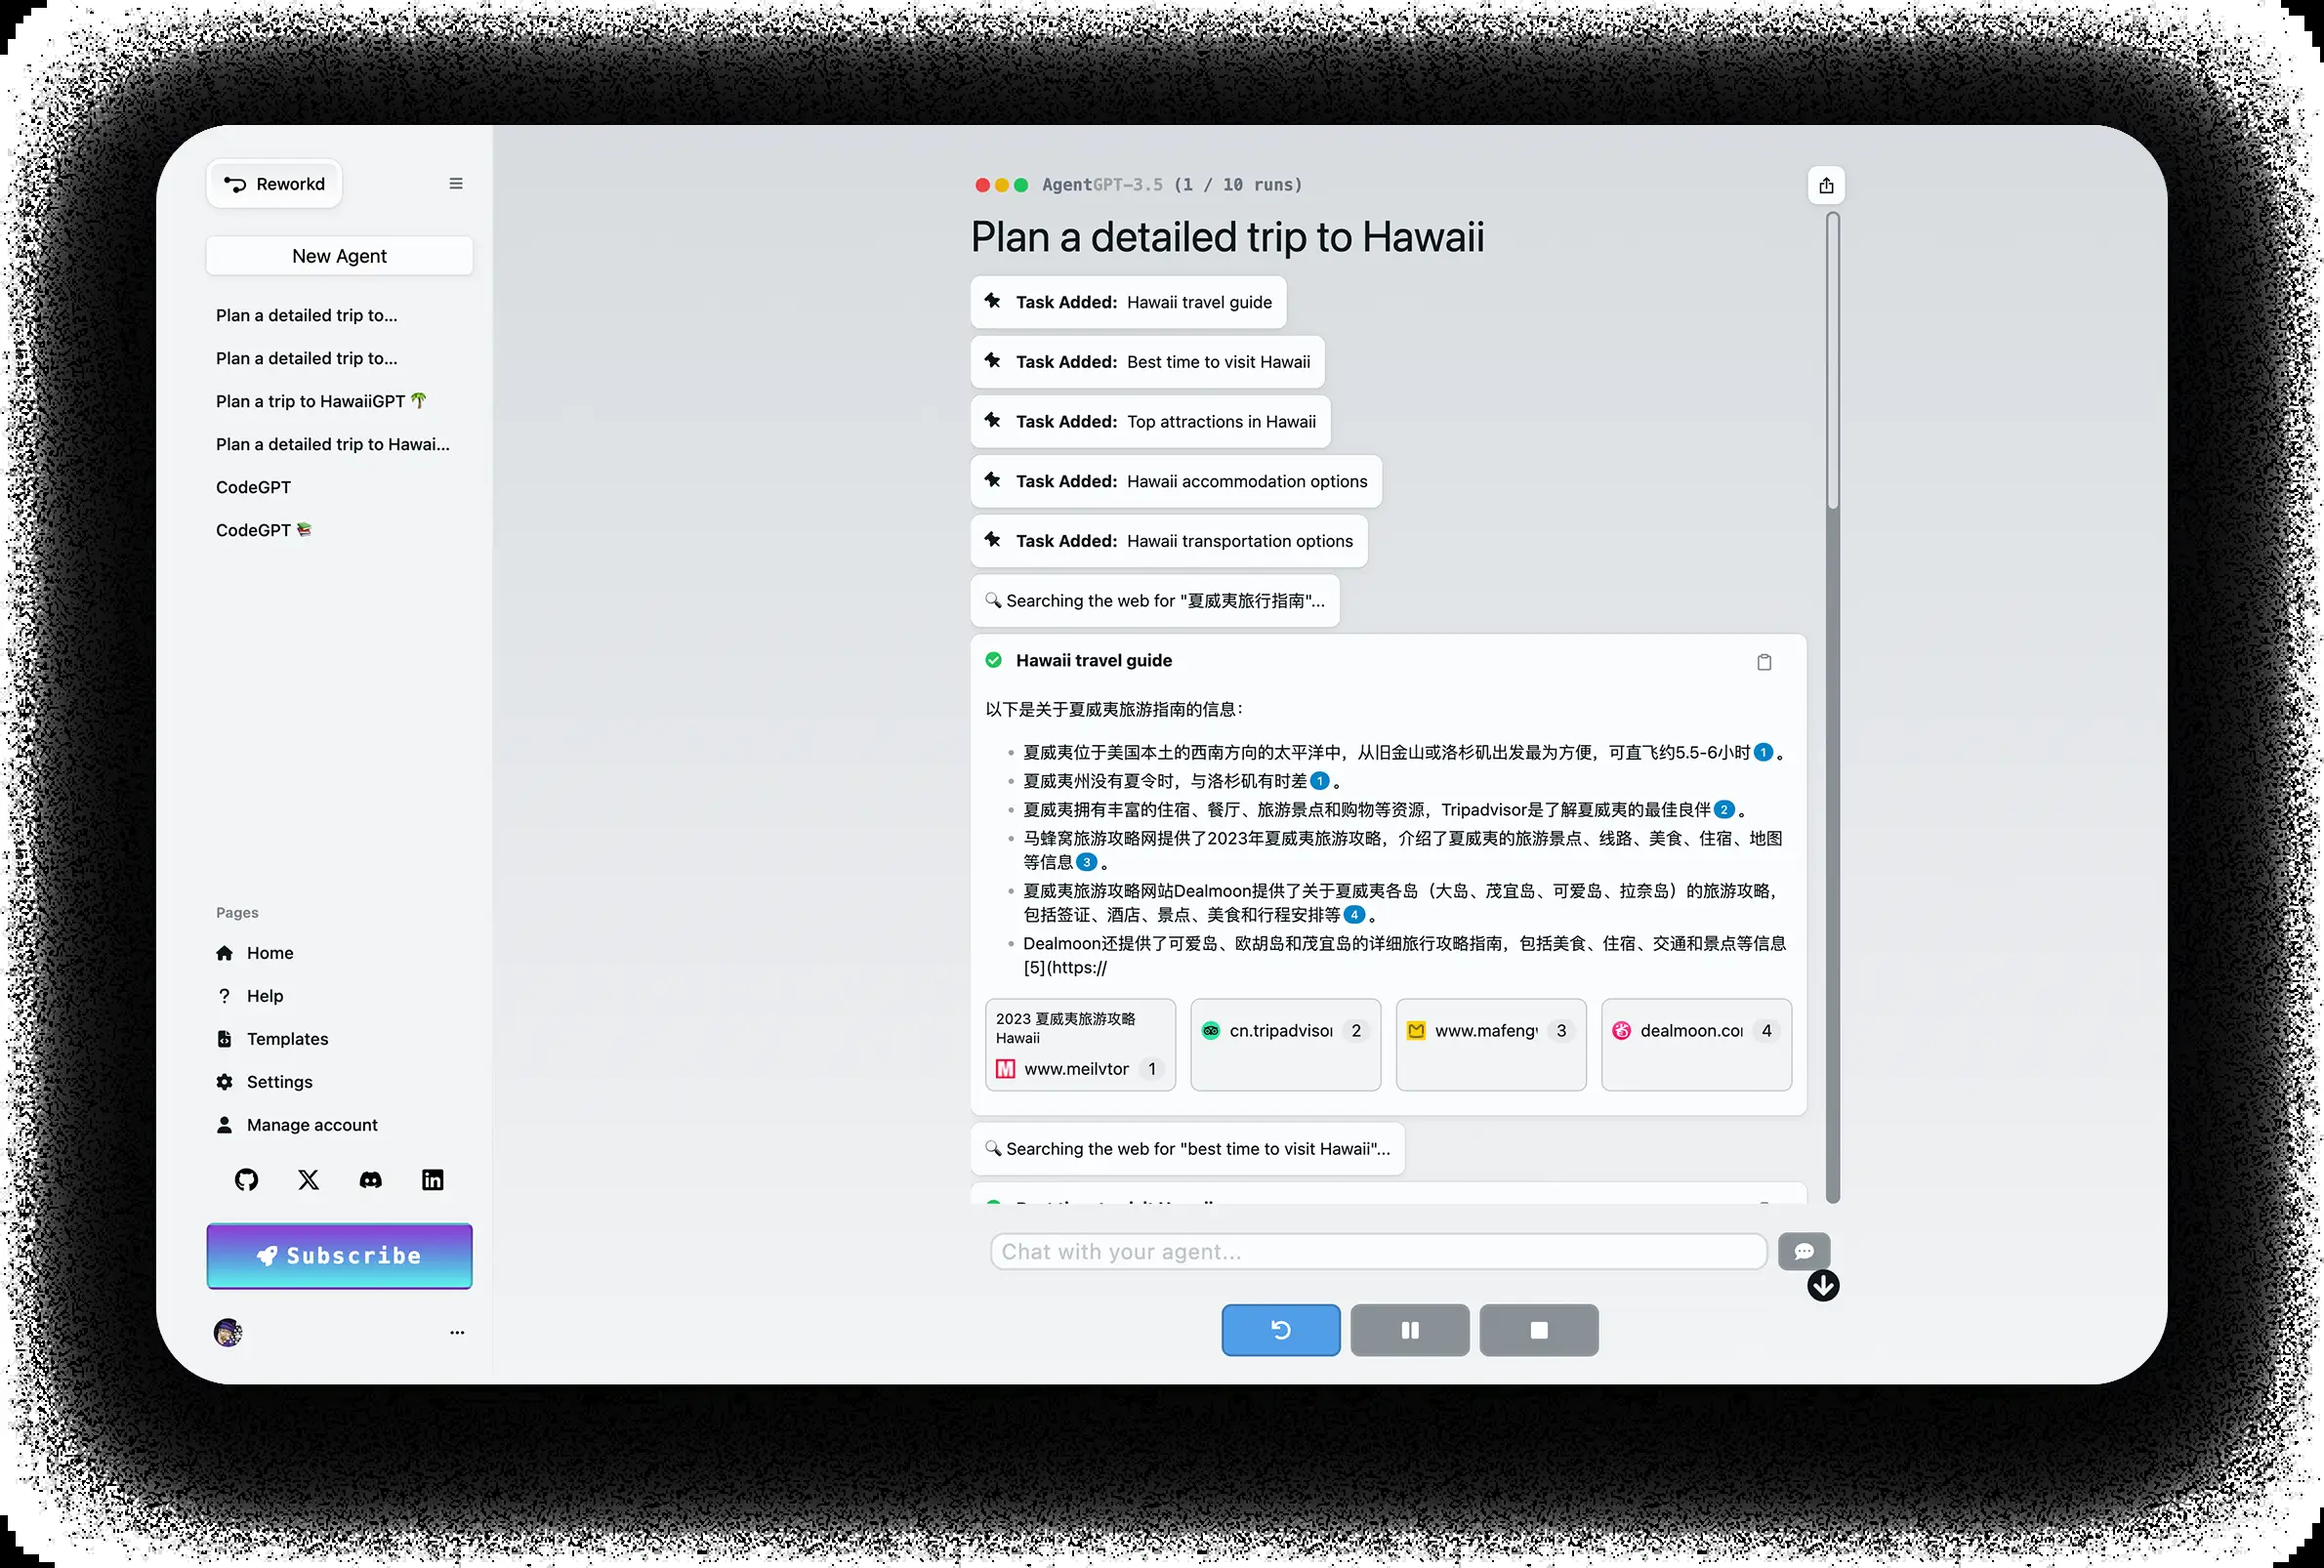 Reworkd
New Agent
Plan a detailed trip to...
Plan a detailed trip to...
Plan a trip to HawaiiGPT 🌴
Plan a detailed trip to Hawai...
CodeGPT
CodeGPT 📚
Pages
Home
Help
Templates
Settings
Manage account
Subscribe
AgentGPT-3.5 (1 / 10 runs)
Plan a detailed trip to Hawaii
Task Added: Hawaii travel guide
Task Added: Best time to visit Hawaii
Task Added: Top attractions in Hawaii
Task Added: Hawaii accommodation options
Task Added: Hawaii transportation options
🔍 Searching the web for "夏威夷旅行指南"...
Hawaii travel guide
以下是关于夏威夷旅游指南的信息：
夏威夷位于美国本土的西南方向的太平洋中，从旧金山或洛杉矶出发最为方便，可直飞约5.5-6小时 1 。
夏威夷州没有夏令时，与洛杉矶有时差 1 。
夏威夷拥有丰富的住宿、餐厅、旅游景点和购物等资源，Tripadvisor是了解夏威夷的最佳良伴 2 。
马蜂窝旅游攻略网提供了2023年夏威夷旅游攻略，介绍了夏威夷的旅游景点、线路、美食、住宿、地图
等信息 3 。
夏威夷旅游攻略网站Dealmoon提供了关于夏威夷各岛（大岛、茂宜岛、可爱岛、拉奈岛）的旅游攻略，
包括签证、酒店、景点、美食和行程安排等 4 。
Dealmoon还提供了可爱岛、欧胡岛和茂宜岛的详细旅行攻略指南，包括美食、住宿、交通和景点等信息
[5](https://
2023 夏威夷旅游攻略
Hawaii
www.meilvtor 1
cn.tripadvisor 2
www.mafeng 3
dealmoon.co 4
🔍 Searching the web for "best time to visit Hawaii"...
Chat with your agent...